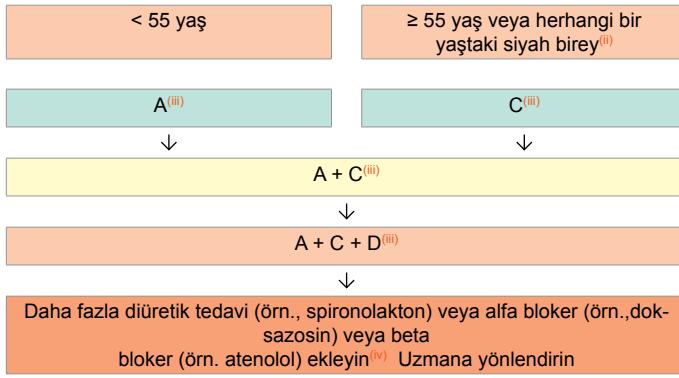 < 55 yaş
≥ 55 yaş veya herhangi bir
yaştaki siyah birey(ii)
A(iii)
C(iii)
A + C(iii)
A + C + D(iii)
Daha fazla diüretik tedavi (örn., spironolakton) veya alfa bloker (örn.,dok-
sazosin) veya beta
bloker (örn. atenolol) ekleyin(iv) Uzmana yönlendirin